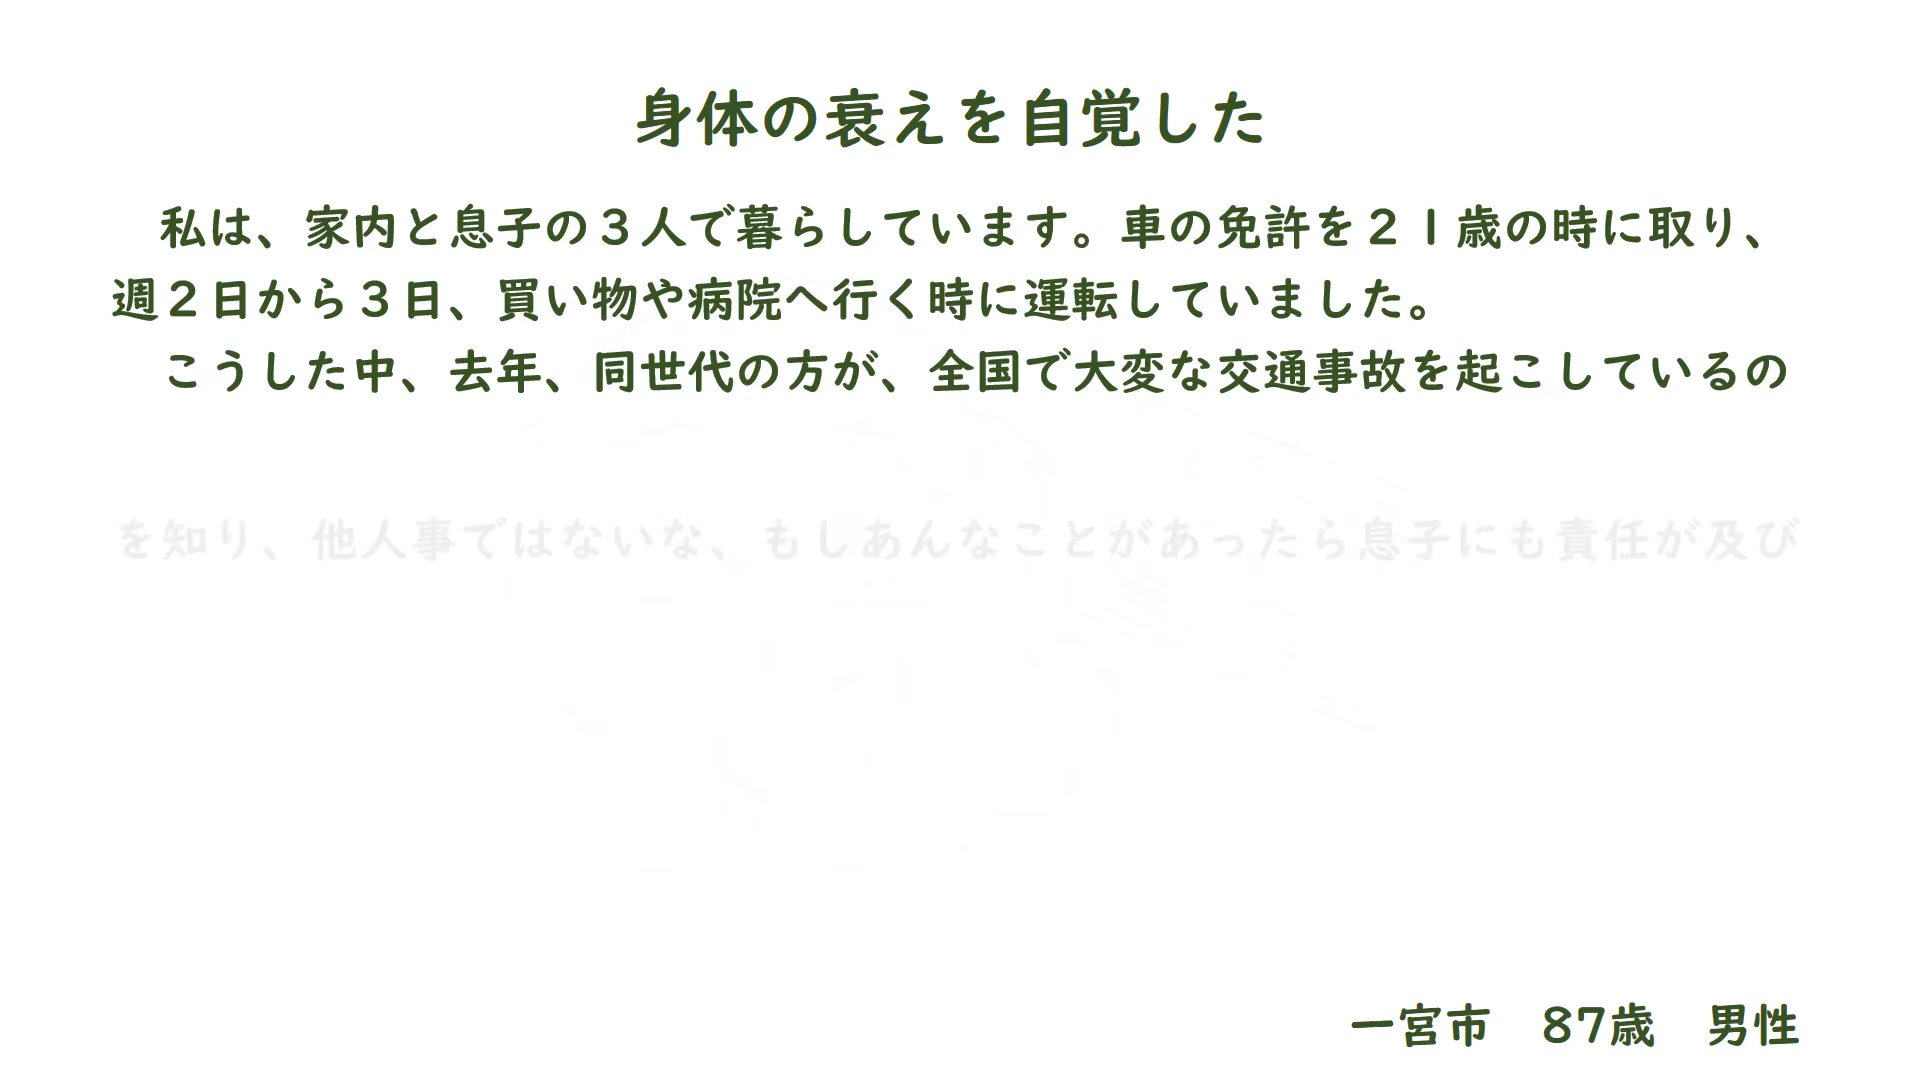 身体の衰えを自覚した
私は、家内と息子の３人で暮らしています。車の免許を２１歳の時に取り、
週２日から３日、買い物や病院へ行く時に運転していました。
こうした中、去年、同世代の方が、全国で大変な交通事故を起こしているの
を知り、他人事ではないな、もしあんなことがあったら息子にも責任が及び
一宮市　87歳　男性